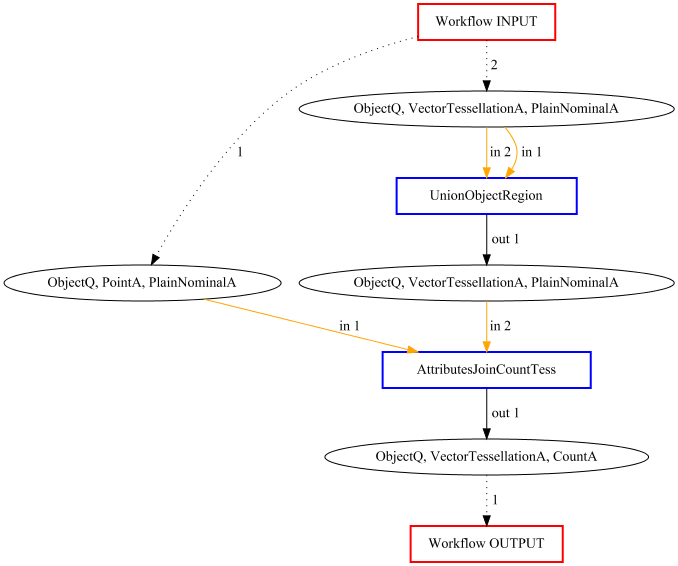 Workflow INPUT
2
ObjectQ, VectorTessellationA, PlainNominalA
in 2
in 1
1
UnionObjectRegion
out 1
ObjectQ, PointA, PlainNominalA
ObjectQ, VectorTessellationA, PlainNominalA
in 1
in 2
AttributesJoinCountTess
out 1
ObjectQ, VectorTessellationA, CountA
1
Workflow OUTPUT